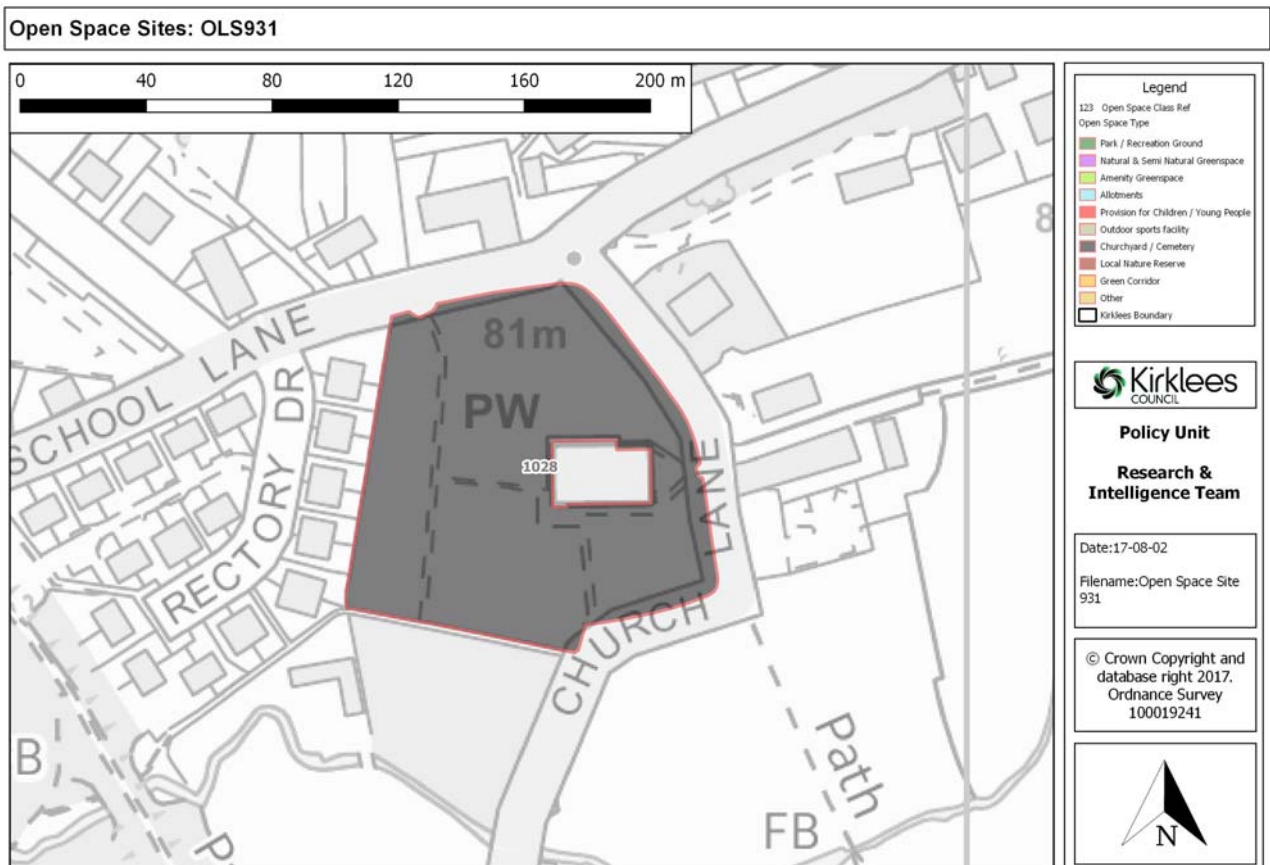 Open Space Sites: OLS931
0 40 80 120 160 200 m
SCHOOL LANE
RECTORY DR
81m
PW
1028
CHURCH LANE
Path
FB
B
P
8
Legend
123 Open Space Class Ref
Open Space Type
Park / Recreation Ground
Natural & Semi Natural Greenspace
Amenity Greenspace
Allotments
Provision for Children / Young People
Outdoor sports facility
Churchyard / Cemetery
Local Nature Reserve
Green Corridor
Other
Kirklees Boundary
Kirklees
COUNCIL
Policy Unit
Research &
Intelligence Team
Date:17-08-02
Filename:Open Space Site
931
© Crown Copyright and
database right 2017.
Ordnance Survey
100019241
N